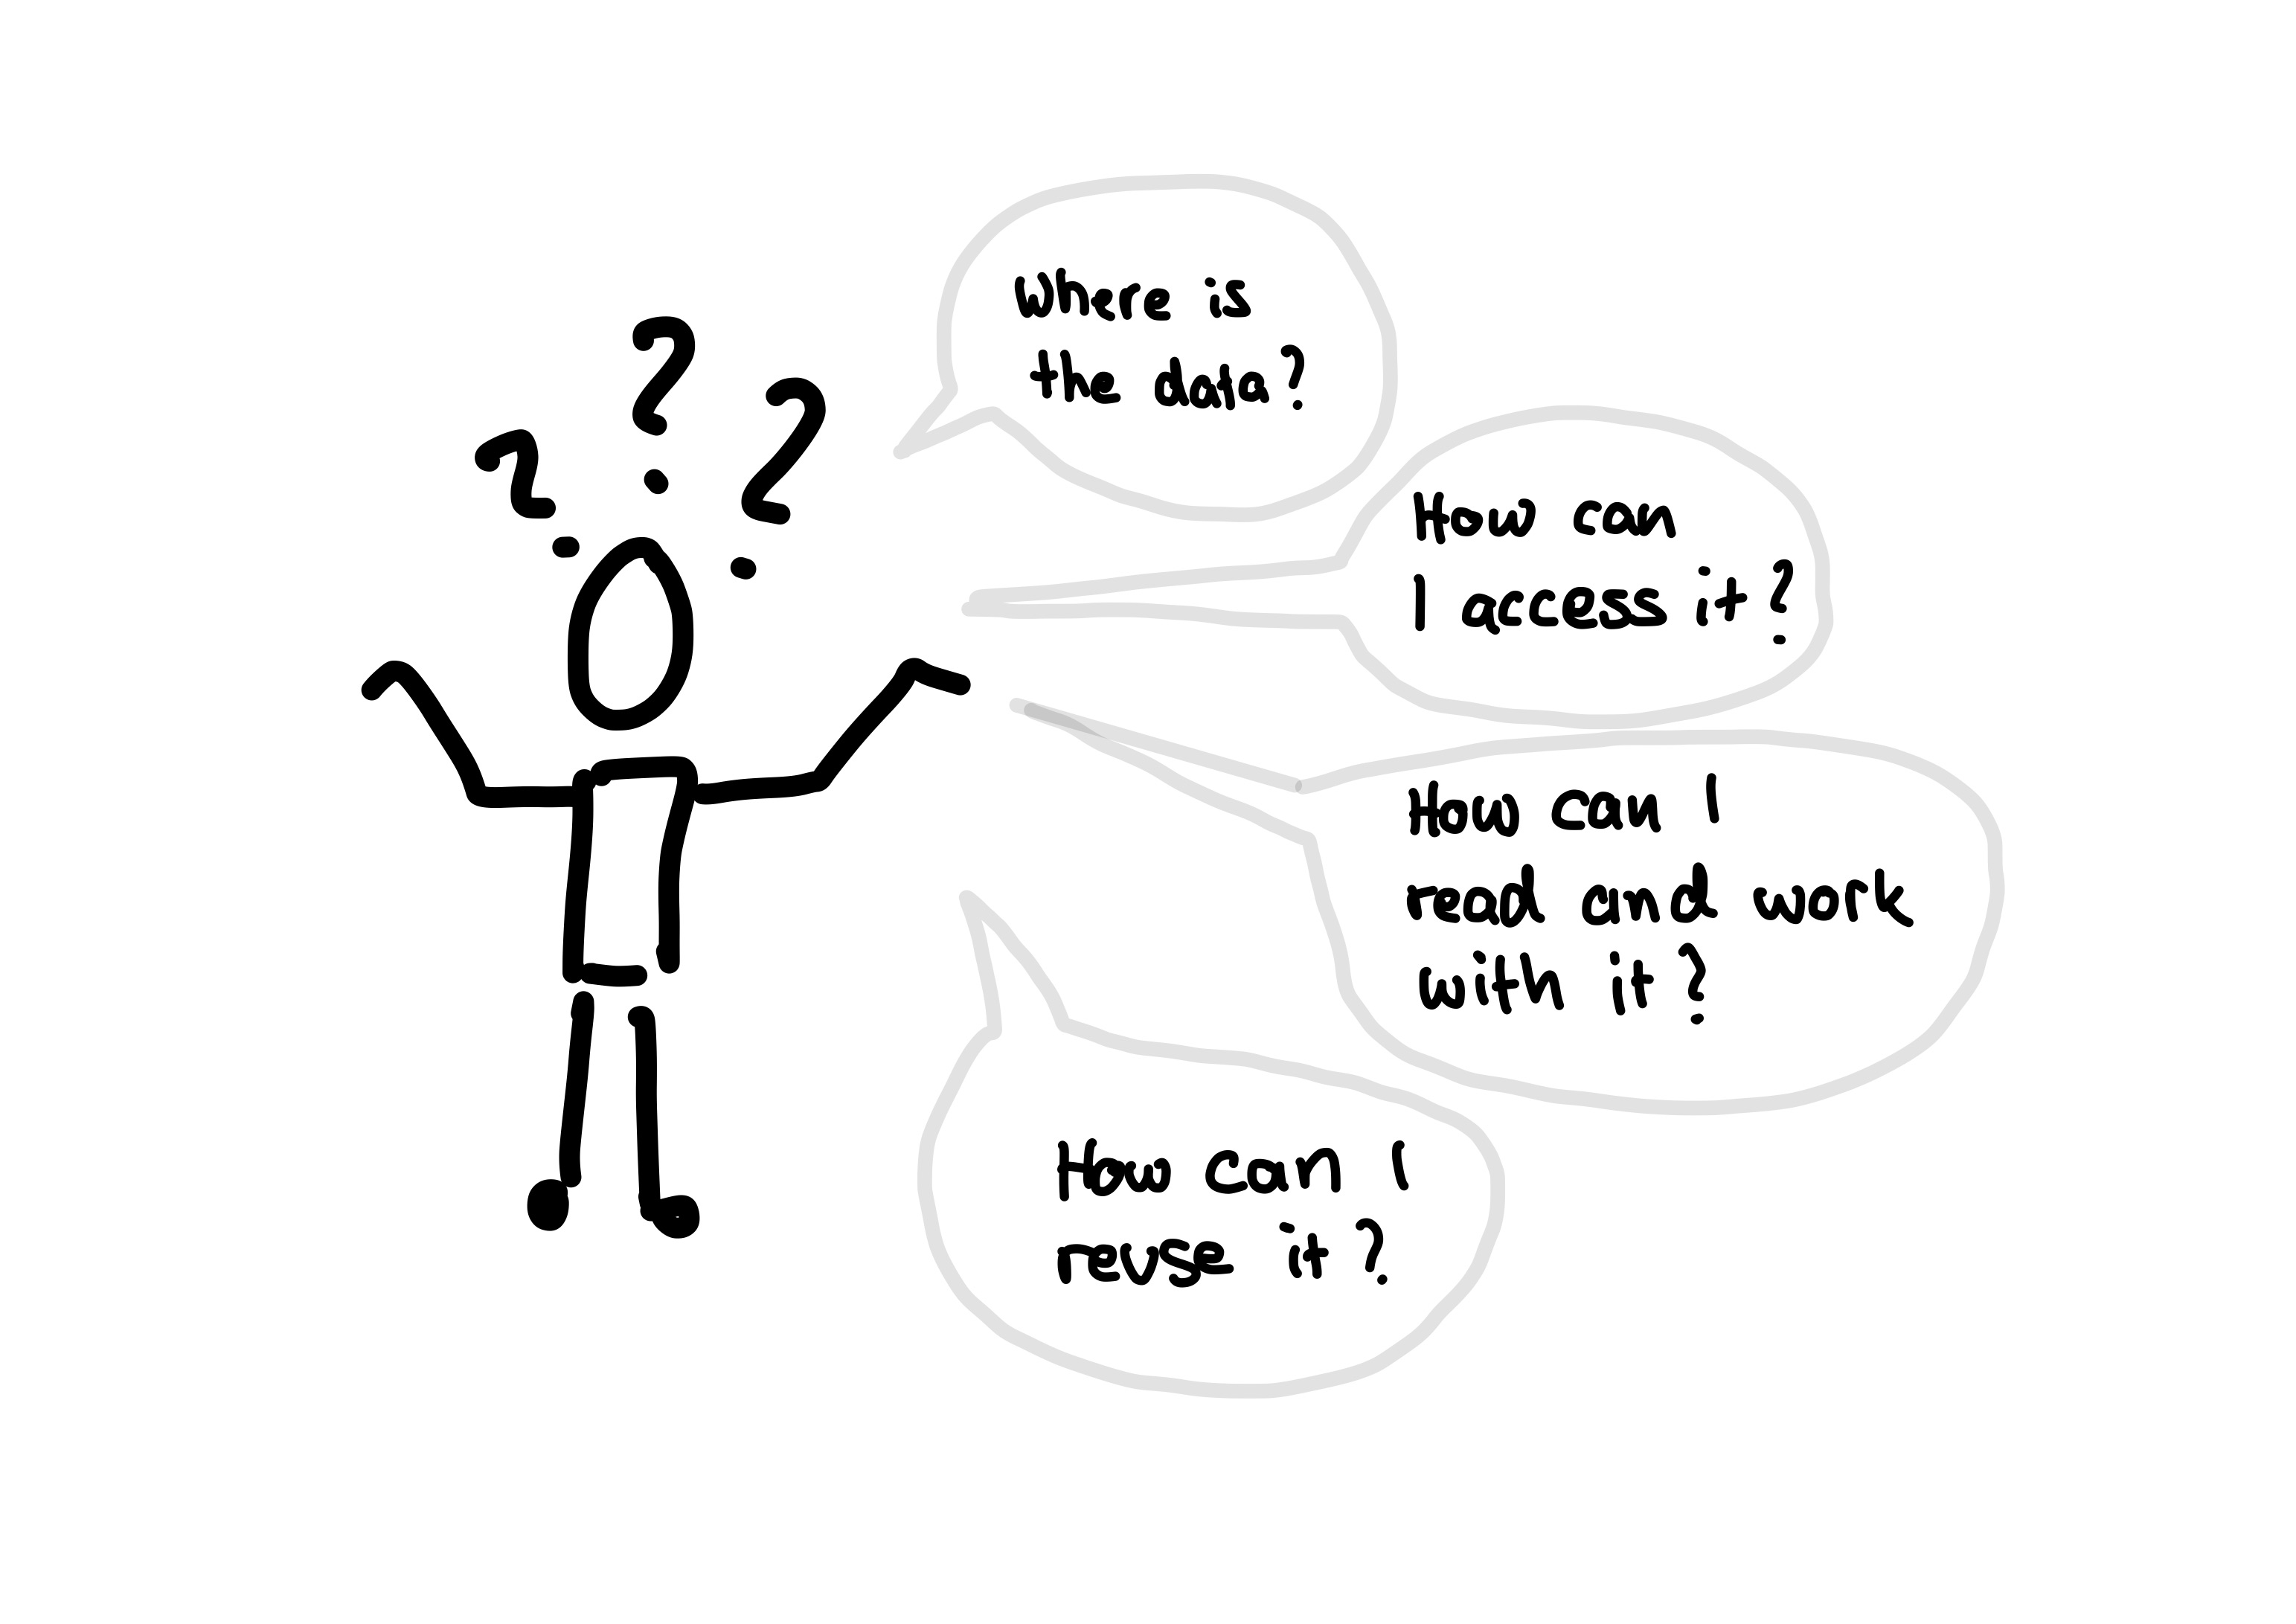 ?
?
?
Where is
the data?
How can
I access it?
How can I
read and work
with it?
How can I
reuse it?